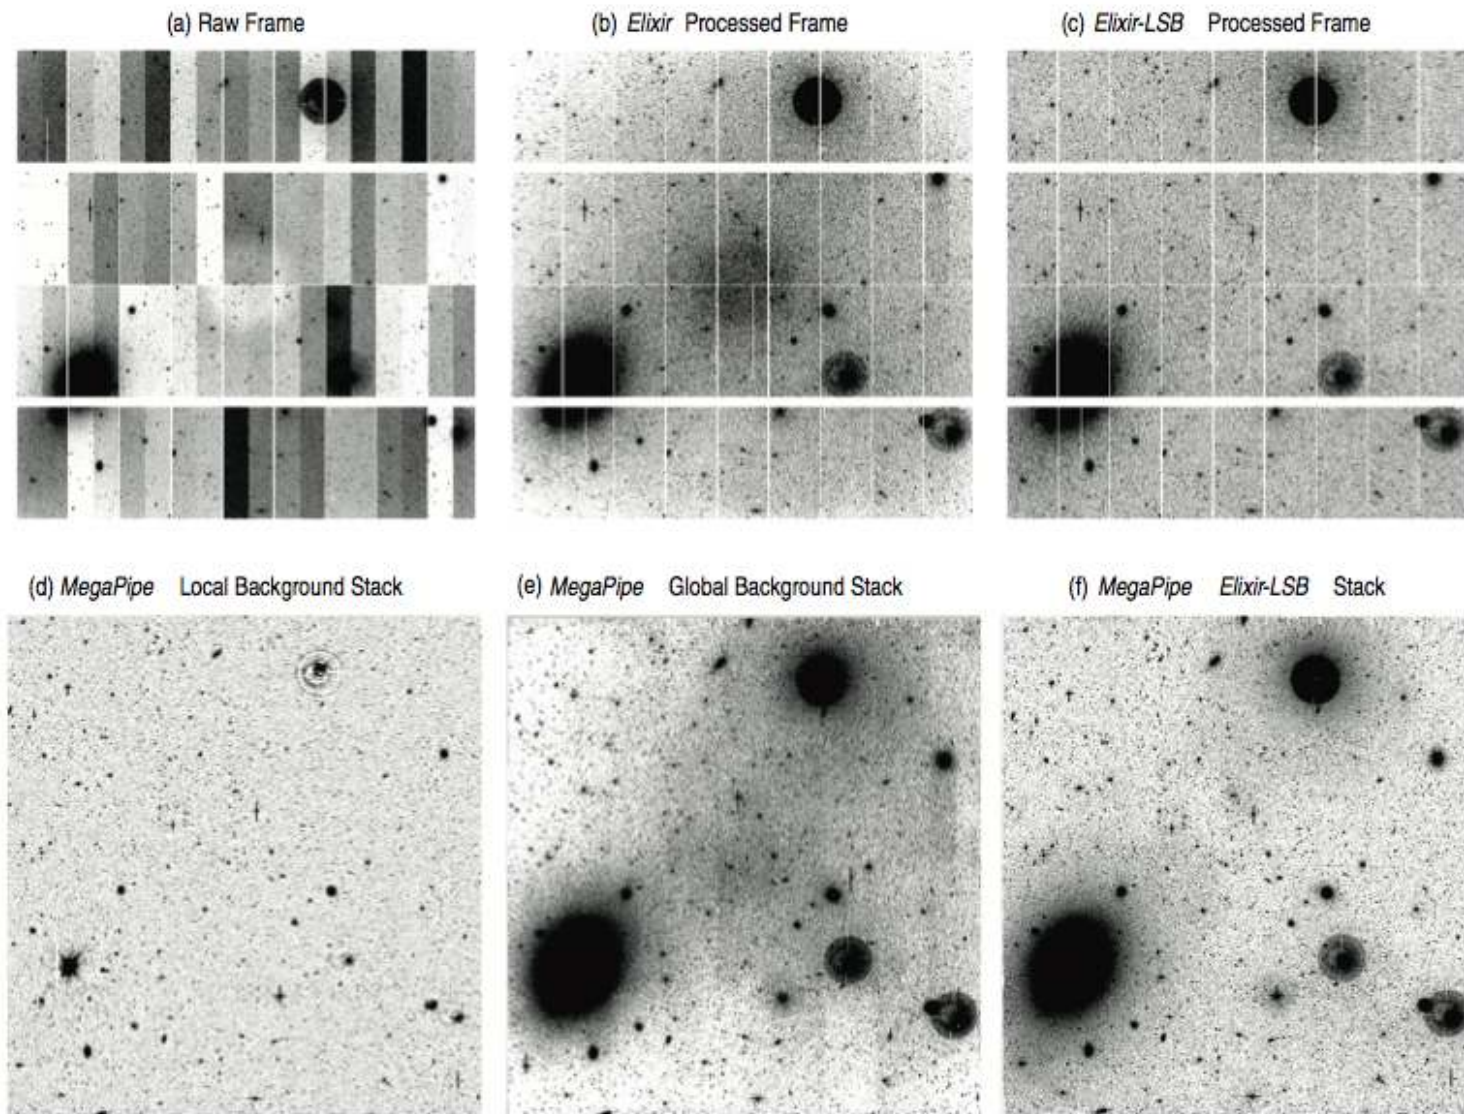 (a) Raw Frame
(b) Elixir Processed Frame
(c) Elixir-LSB Processed Frame
(d) MegaPipe Local Background Stack
(e) MegaPipe Global Background Stack
(f) MegaPipe Elixir-LSB Stack